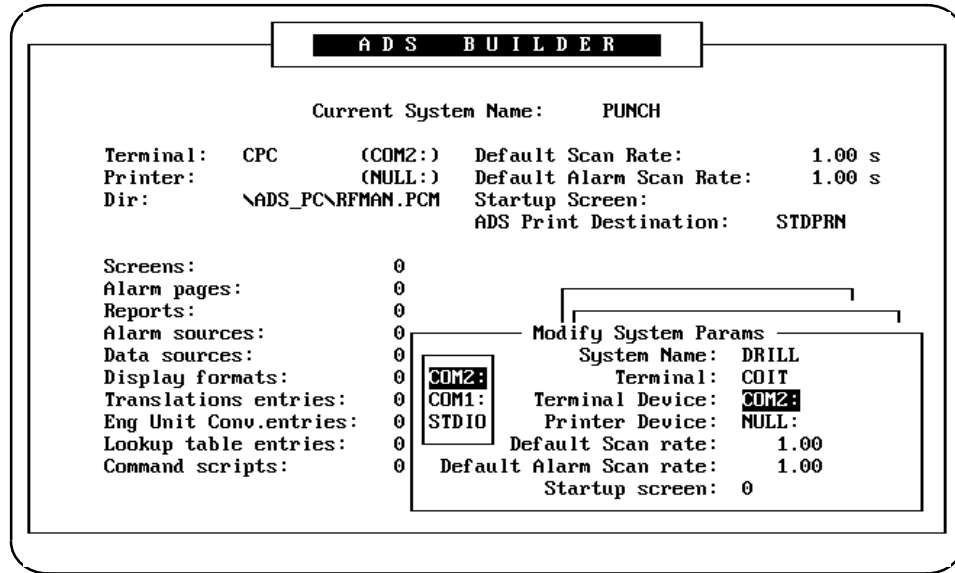 ADS BUILDER
Current System Name: PUNCH
Terminal: CPC (COM2:) Default Scan Rate: 1.00 s
Printer: (NULL:) Default Alarm Scan Rate: 1.00 s
Dir: \ADS_PC\RFMAN.PCM Startup Screen:
ADS Print Destination: STDPRN
Screens: 0
Alarm pages: 0
Reports: 0
Alarm sources: 0 Modify System Params
Data sources: 0 System Name: DRILL
Display formats: 0 COM2: Terminal: COIT
Translations entries: 0 COM1: Terminal Device: COM2:
Eng Unit Conv.entries: 0 STDIO Printer Device: NULL:
Lookup table entries: 0 Default Scan rate: 1.00
Command scripts: 0 Default Alarm Scan rate: 1.00
Startup screen: 0